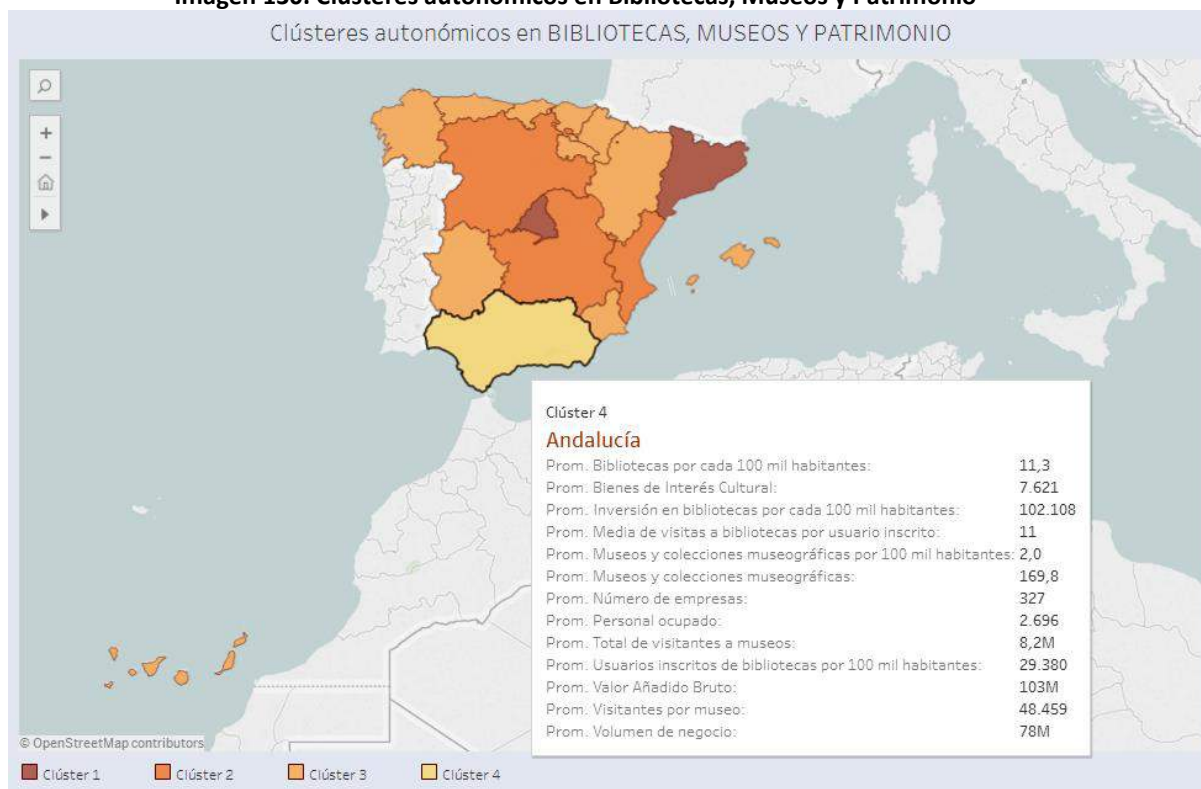 Imagen 130. Clústeres autonómicos en Bibliotecas, Museos y Patrimonio
Clústeres autonómicos en BIBLIOTECAS, MUSEOS Y PATRIMONIO
Clúster 4
Andalucía
Prom. Bibliotecas por cada 100 mil habitantes: 11,3
Prom. Bienes de Interés Cultural: 7.621
Prom. Inversión en bibliotecas por cada 100 mil habitantes: 102.108
Prom. Media de visitas a bibliotecas por usuario inscrito: 11
Prom. Museos y colecciones museográficas por 100 mil habitantes: 2,0
Prom. Museos y colecciones museográficas: 169,8
Prom. Número de empresas: 327
Prom. Personal ocupado: 2.696
Prom. Total de visitantes a museos: 8,2M
Prom. Usuarios inscritos de bibliotecas por 100 mil habitantes: 29.380
Prom. Valor Añadido Bruto: 103M
Prom. Visitantes por museo: 48.459
Prom. Volumen de negocio: 78M
© OpenStreetMap contributors
Clúster 1 Clúster 2 Clúster 3 Clúster 4